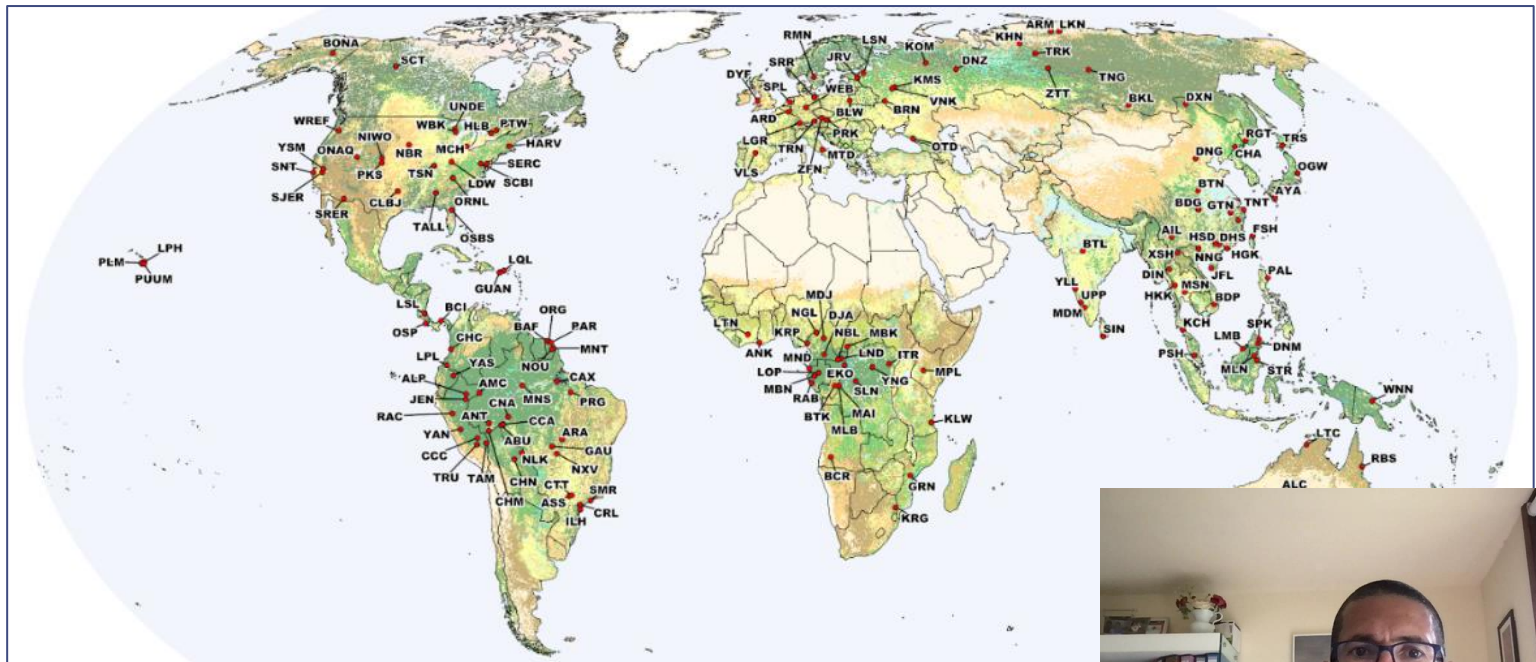 ARM LKN
BONA
RMN
LSN
KOM
KHN
TRK
SCT
SRR
JRV
DNZ
DYF
SPL
WEB
KMS
TNG
ZTT
UNDE
ARD
BLW
VNK
BRN
BKL
DXN
WREF
WBK
HLB
PTW
NIWO
LGR
PRK
OTD
RGT
TRS
YSM
ONAQ
NBR
MCH
HARV
TRN
MTD
DNG
CHA
SNT
PKS
TSN
SERC
VLS
ZFN
OGW
LDW
SCBI
BTN
AYA
SJER
SRER
CLBJ
ORNL
BDG
GTN
TNT
TALL
OSBS
AIL
HSD
DHS
FSH
BTL
XSH
NNG
HGK
LPH
PLM
PUUM
LQL
GUAN
DIN
JFL
PAL
YLL
UPP
HKK
MSN
BDP
MDM
LSL
BCI
ORG
MDJ
NGL
DJA
OSP
BAF
PAR
LTN
KRP
NBL
MBK
SIN
KCH
SPK
CHC
MNT
ANK
MND
LND
ITR
LMB
DNM
LPL
YAS
NOU
LOP
EKO
MPL
PSH
MLN
STR
ALP
AMC
CAX
MBN
RAB
SLN
YNG
JEN
CNA
MNS
PRG
BTK
MAI
WNN
RAC
ANT
CCA
MLB
KLW
YAN
ABU
ARA
LTC
CCC
NLK
GAU
RBS
TRU
TAM
CHN
NXV
BCR
GRN
ALC
CHM
CTT
ASS
SMR
CRL
ILH
KRG